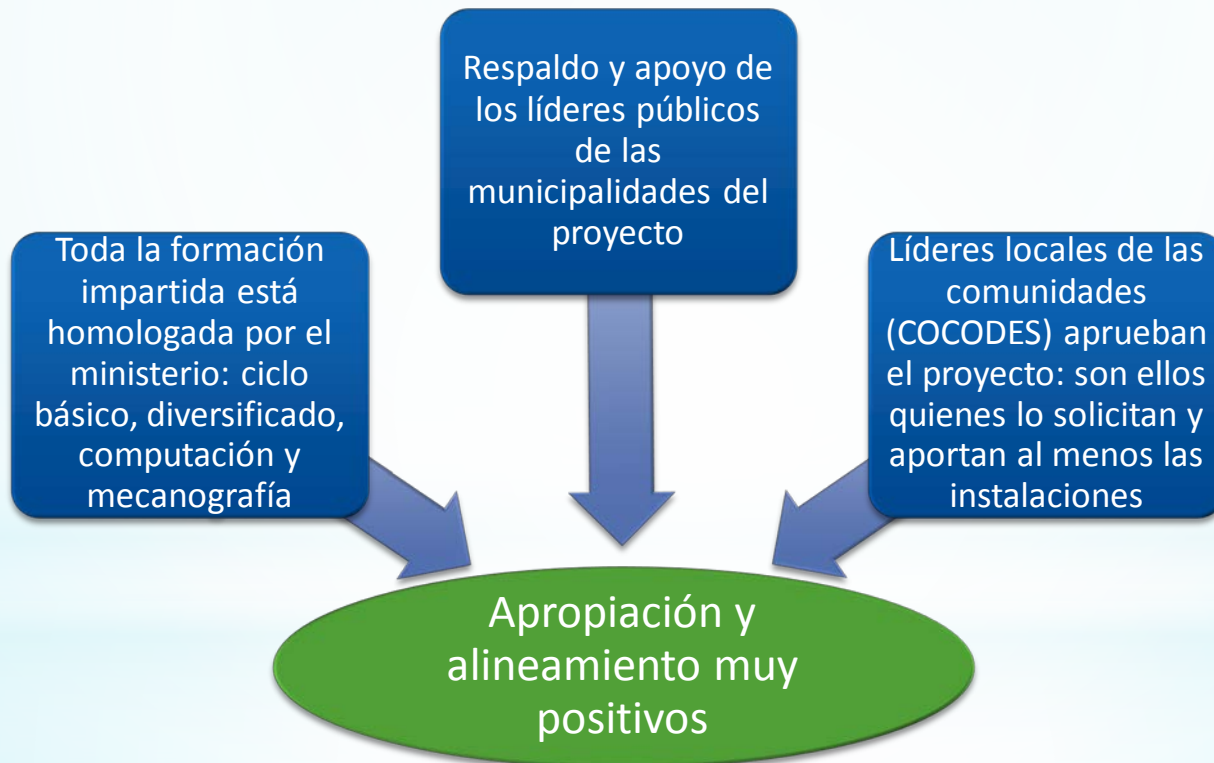 Respaldo y apoyo de
los líderes públicos
de las
municipalidades del
proyecto
Toda la formación
impartida está
homologada por el
ministerio: ciclo
básico, diversificado,
computación y
mecanografía
Líderes locales de las
comunidades
(COCODES) aprueban
el proyecto: son ellos
quienes lo solicitan y
aportan al menos las
instalaciones
Apropiación y
alineamiento muy
positivos